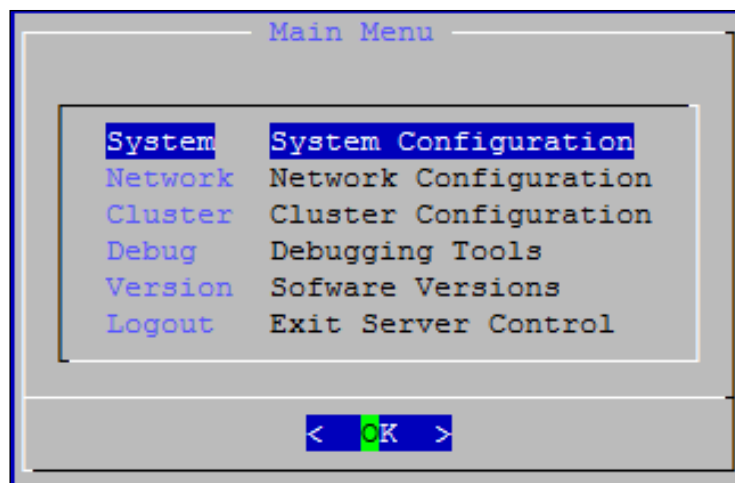 Main Menu
System System Configuration
Network Network Configuration
Cluster Cluster Configuration
Debug Debugging Tools
Version Sofware Versions
Logout Exit Server Control
< OK >